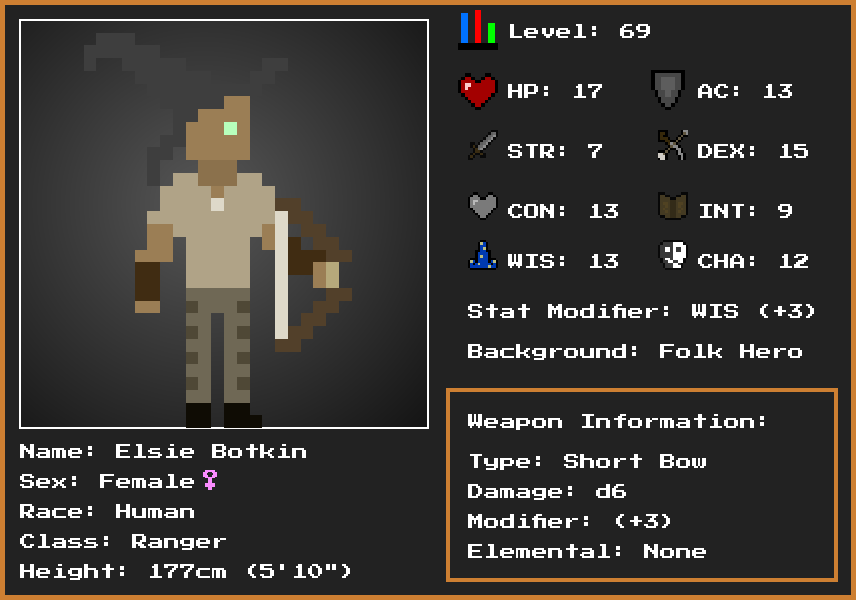 Level: 69
HP: 17
AC: 13
STR: 7
DEX: 15
CON: 13
INT: 9
WIS: 13
CHA: 12
Stat Modifier: WIS (+3)
Background: Folk Hero
Weapon Information:
Type: Short Bow
Damage: d6
Modifier: (+3)
Elemental: None
Name: Elsie Botkin
Sex: Female♀
Race: Human
Class: Ranger
Height: 177cm (5'10")